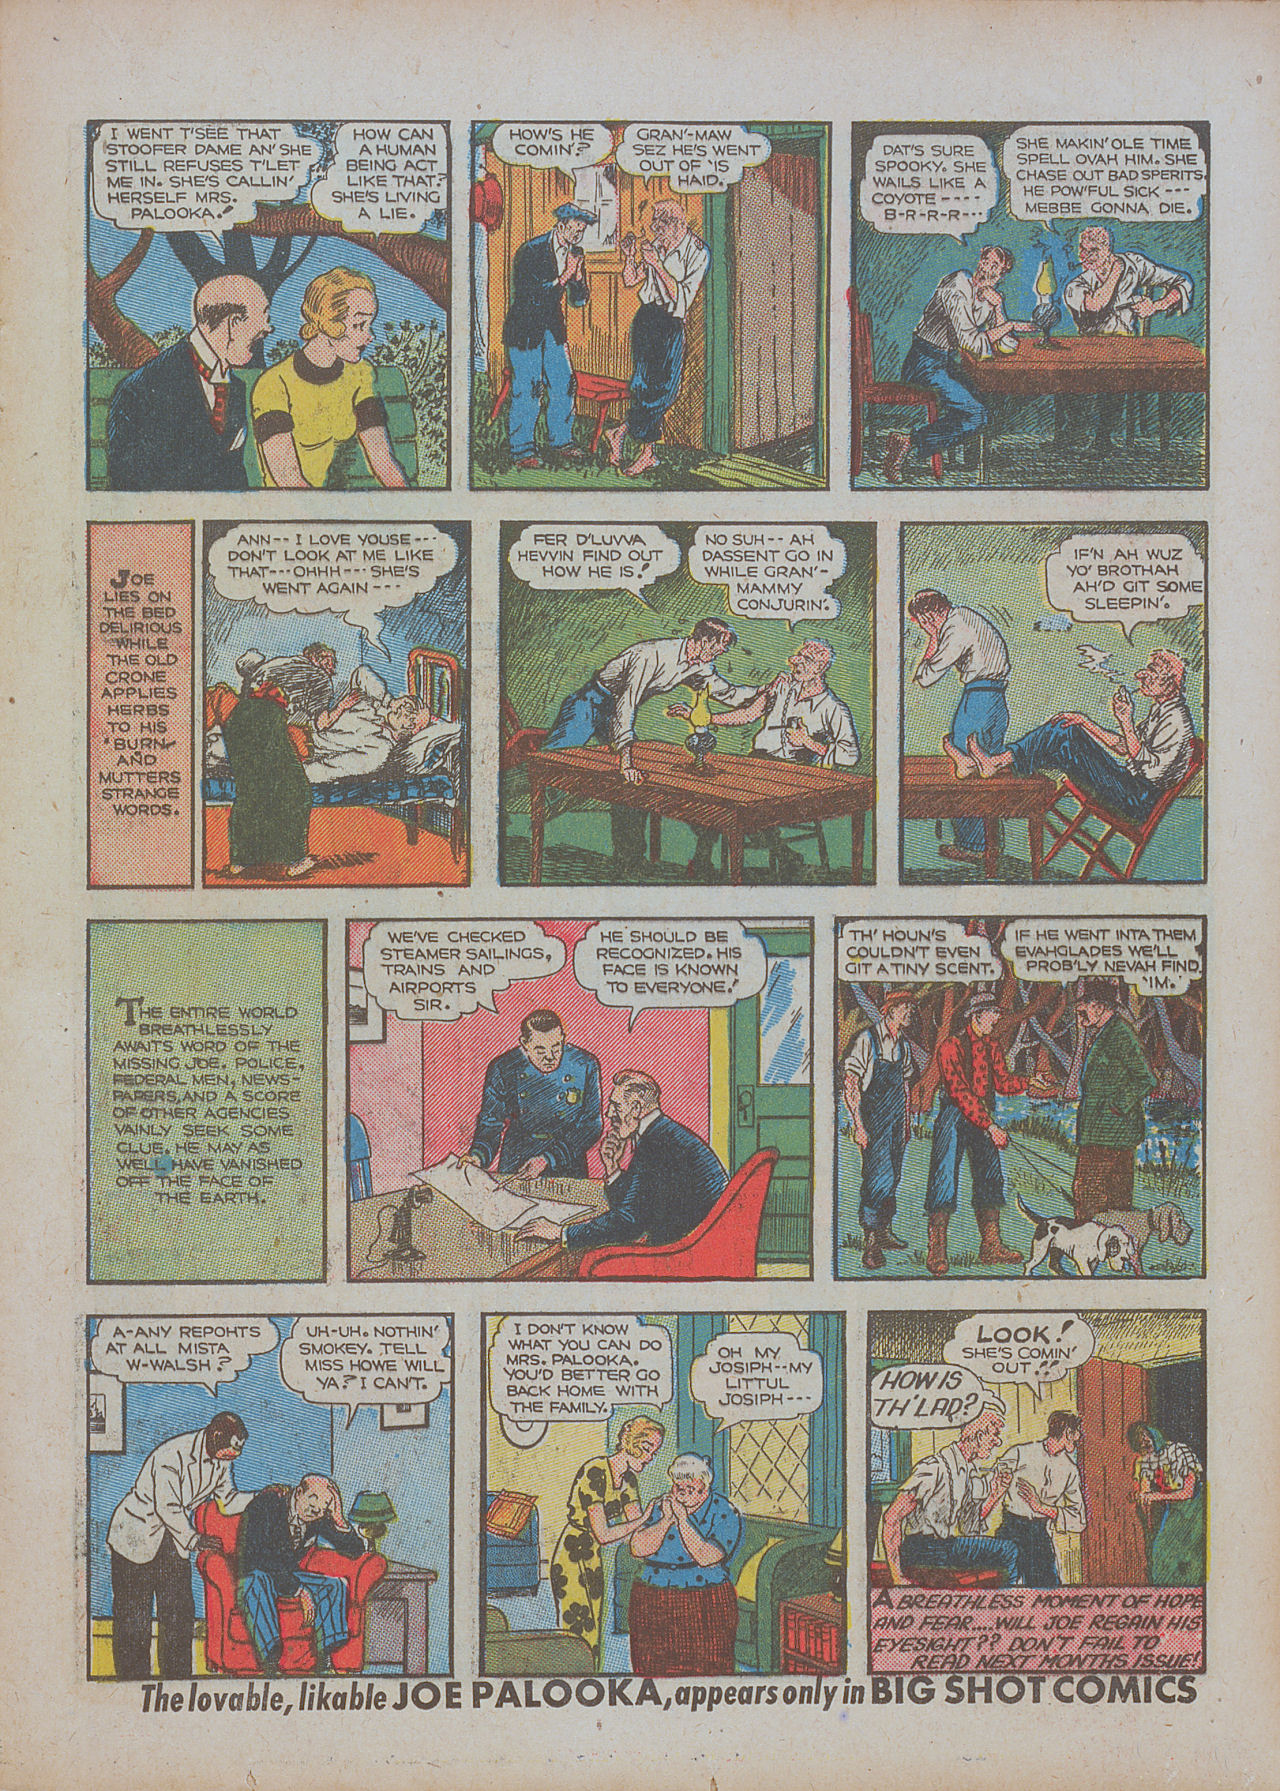 I WENT T'SEE THAT
STOOFER DAME AN' SHE
STILL REFUSES T'LET
ME IN. SHE'S CALLIN'
HERSELF MRS.
PALOOKA.!
HOW CAN
A HUMAN
BEING ACT
LIKE THAT?
SHE'S LIVING
A LIE.
HOW'S HE
COMIN'?
GRAN'-MAW
SEZ HE'S WENT
OUT OF 'IS
HAID.
DAT'S SURE
SPOOKY. SHE
WAILS LIKE A
COYOTE ----
B-R-R-R---
SHE MAKIN' OLE TIME
SPELL OVAH HIM. SHE
CHASE OUT BAD SPERITS.
HE POW'FUL SICK ---
MEBBE GONNA DIE.
JOE
LIES ON
THE BED
DELIRIOUS
WHILE
THE OLD
CRONE
APPLIES
HERBS
TO HIS
"BURN"
AND
MUTTERS
STRANGE
WORDS.
ANN-- I LOVE YOUSE ---
DON'T LOOK AT ME LIKE
THAT---OHHH--- SHE'S
WENT AGAIN ---
FER D'LUVVA
HEVVIN FIND OUT
HOW HE IS!
NO SUH-- AH
DASSENT GO IN
WHILE GRAN'-
MAMMY
CONJURIN'.
IF'N AH WUZ
YO' BROTHAH
AH'D GIT SOME
SLEEPIN'.
THE ENTIRE WORLD
BREATHLESSLY
AWAITS WORD OF THE
MISSING JOE. POLICE,
FEDERAL MEN, NEWS-
PAPERS, AND A SCORE
OF OTHER AGENCIES
VAINLY SEEK SOME
CLUE. HE MAY AS
WELL HAVE VANISHED
OFF THE FACE OF
THE EARTH.
WE'VE CHECKED
STEAMER SAILINGS,
TRAINS AND
AIRPORTS
SIR.
HE SHOULD BE
RECOGNIZED. HIS
FACE IS KNOWN
TO EVERYONE!
TH' HOUN'S
COULDN'T EVEN
GIT A TINY SCENT.
IF HE WENT INTA THEM
EVAHGLADES WE'LL
PROB'LY NEVAH FIND
'IM.
A-ANY REPOHTS
AT ALL MISTA
W-WALSH?
UH-UH. NOTHIN'
SMOKEY. TELL
MISS HOWE WILL
YA? I CAN'T.
I DON'T KNOW
WHAT YOU CAN DO
MRS. PALOOKA.
YOU'D BETTER GO
BACK HOME WITH
THE FAMILY.
OH MY
JOSIPH--MY
LITTUL
JOSIPH---
LOOK!
SHE'S COMIN'
OUT!!
HOW IS
TH' LAD?
A BREATHLESS MOMENT OF HOPE
AND FEAR....WILL JOE REGAIN HIS
EYESIGHT?? DON'T FAIL TO
READ NEXT MONTHS ISSUE!
The lovable, likable JOE PALOOKA, appears only in BIG SHOT COMICS